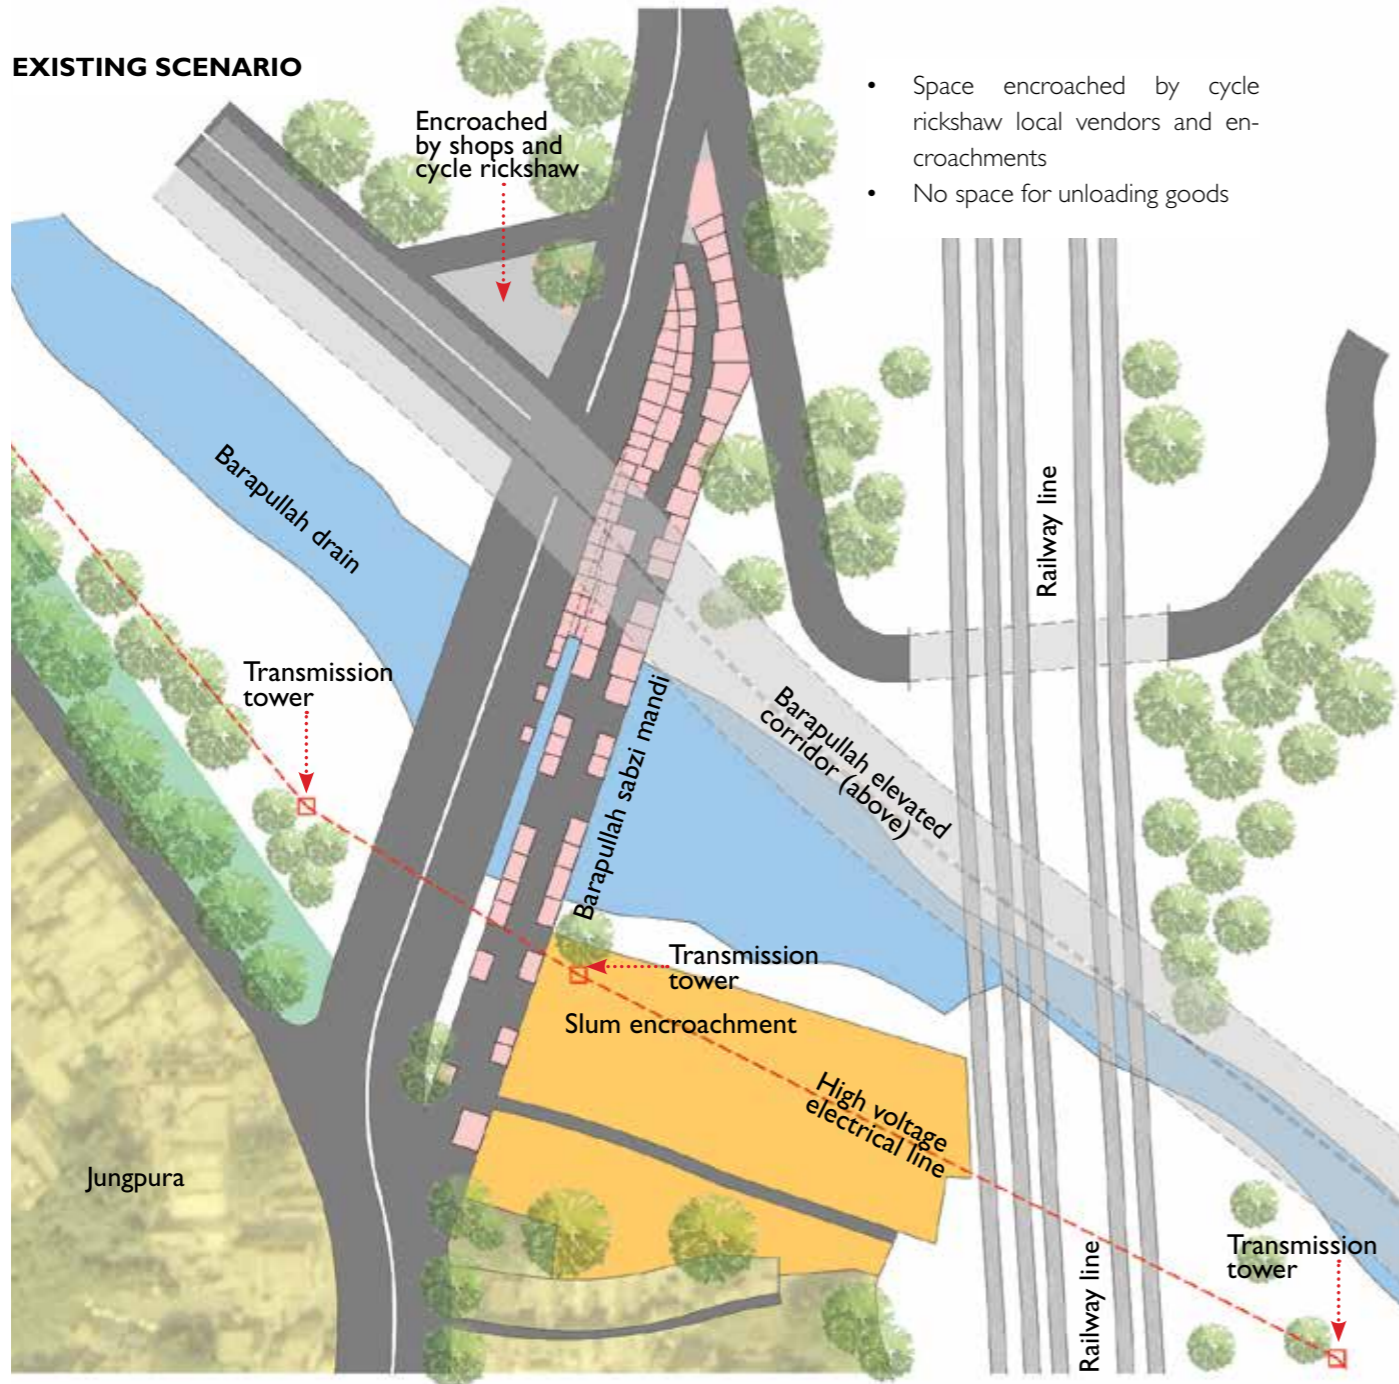 EXISTING SCENARIO
• Space encroached by cycle
rickshaw local vendors and en-
croachments
• No space for unloading goods
Encroached
by shops and
cycle rickshaw
Barapullah drain
Railway line
Transmission
tower
Barapullah sabzi mandi
Barapullah elevated
corridor (above)
Transmission
tower
Slum encroachment
High voltage
electrical line
Jungpura
Railway line
Transmission
tower